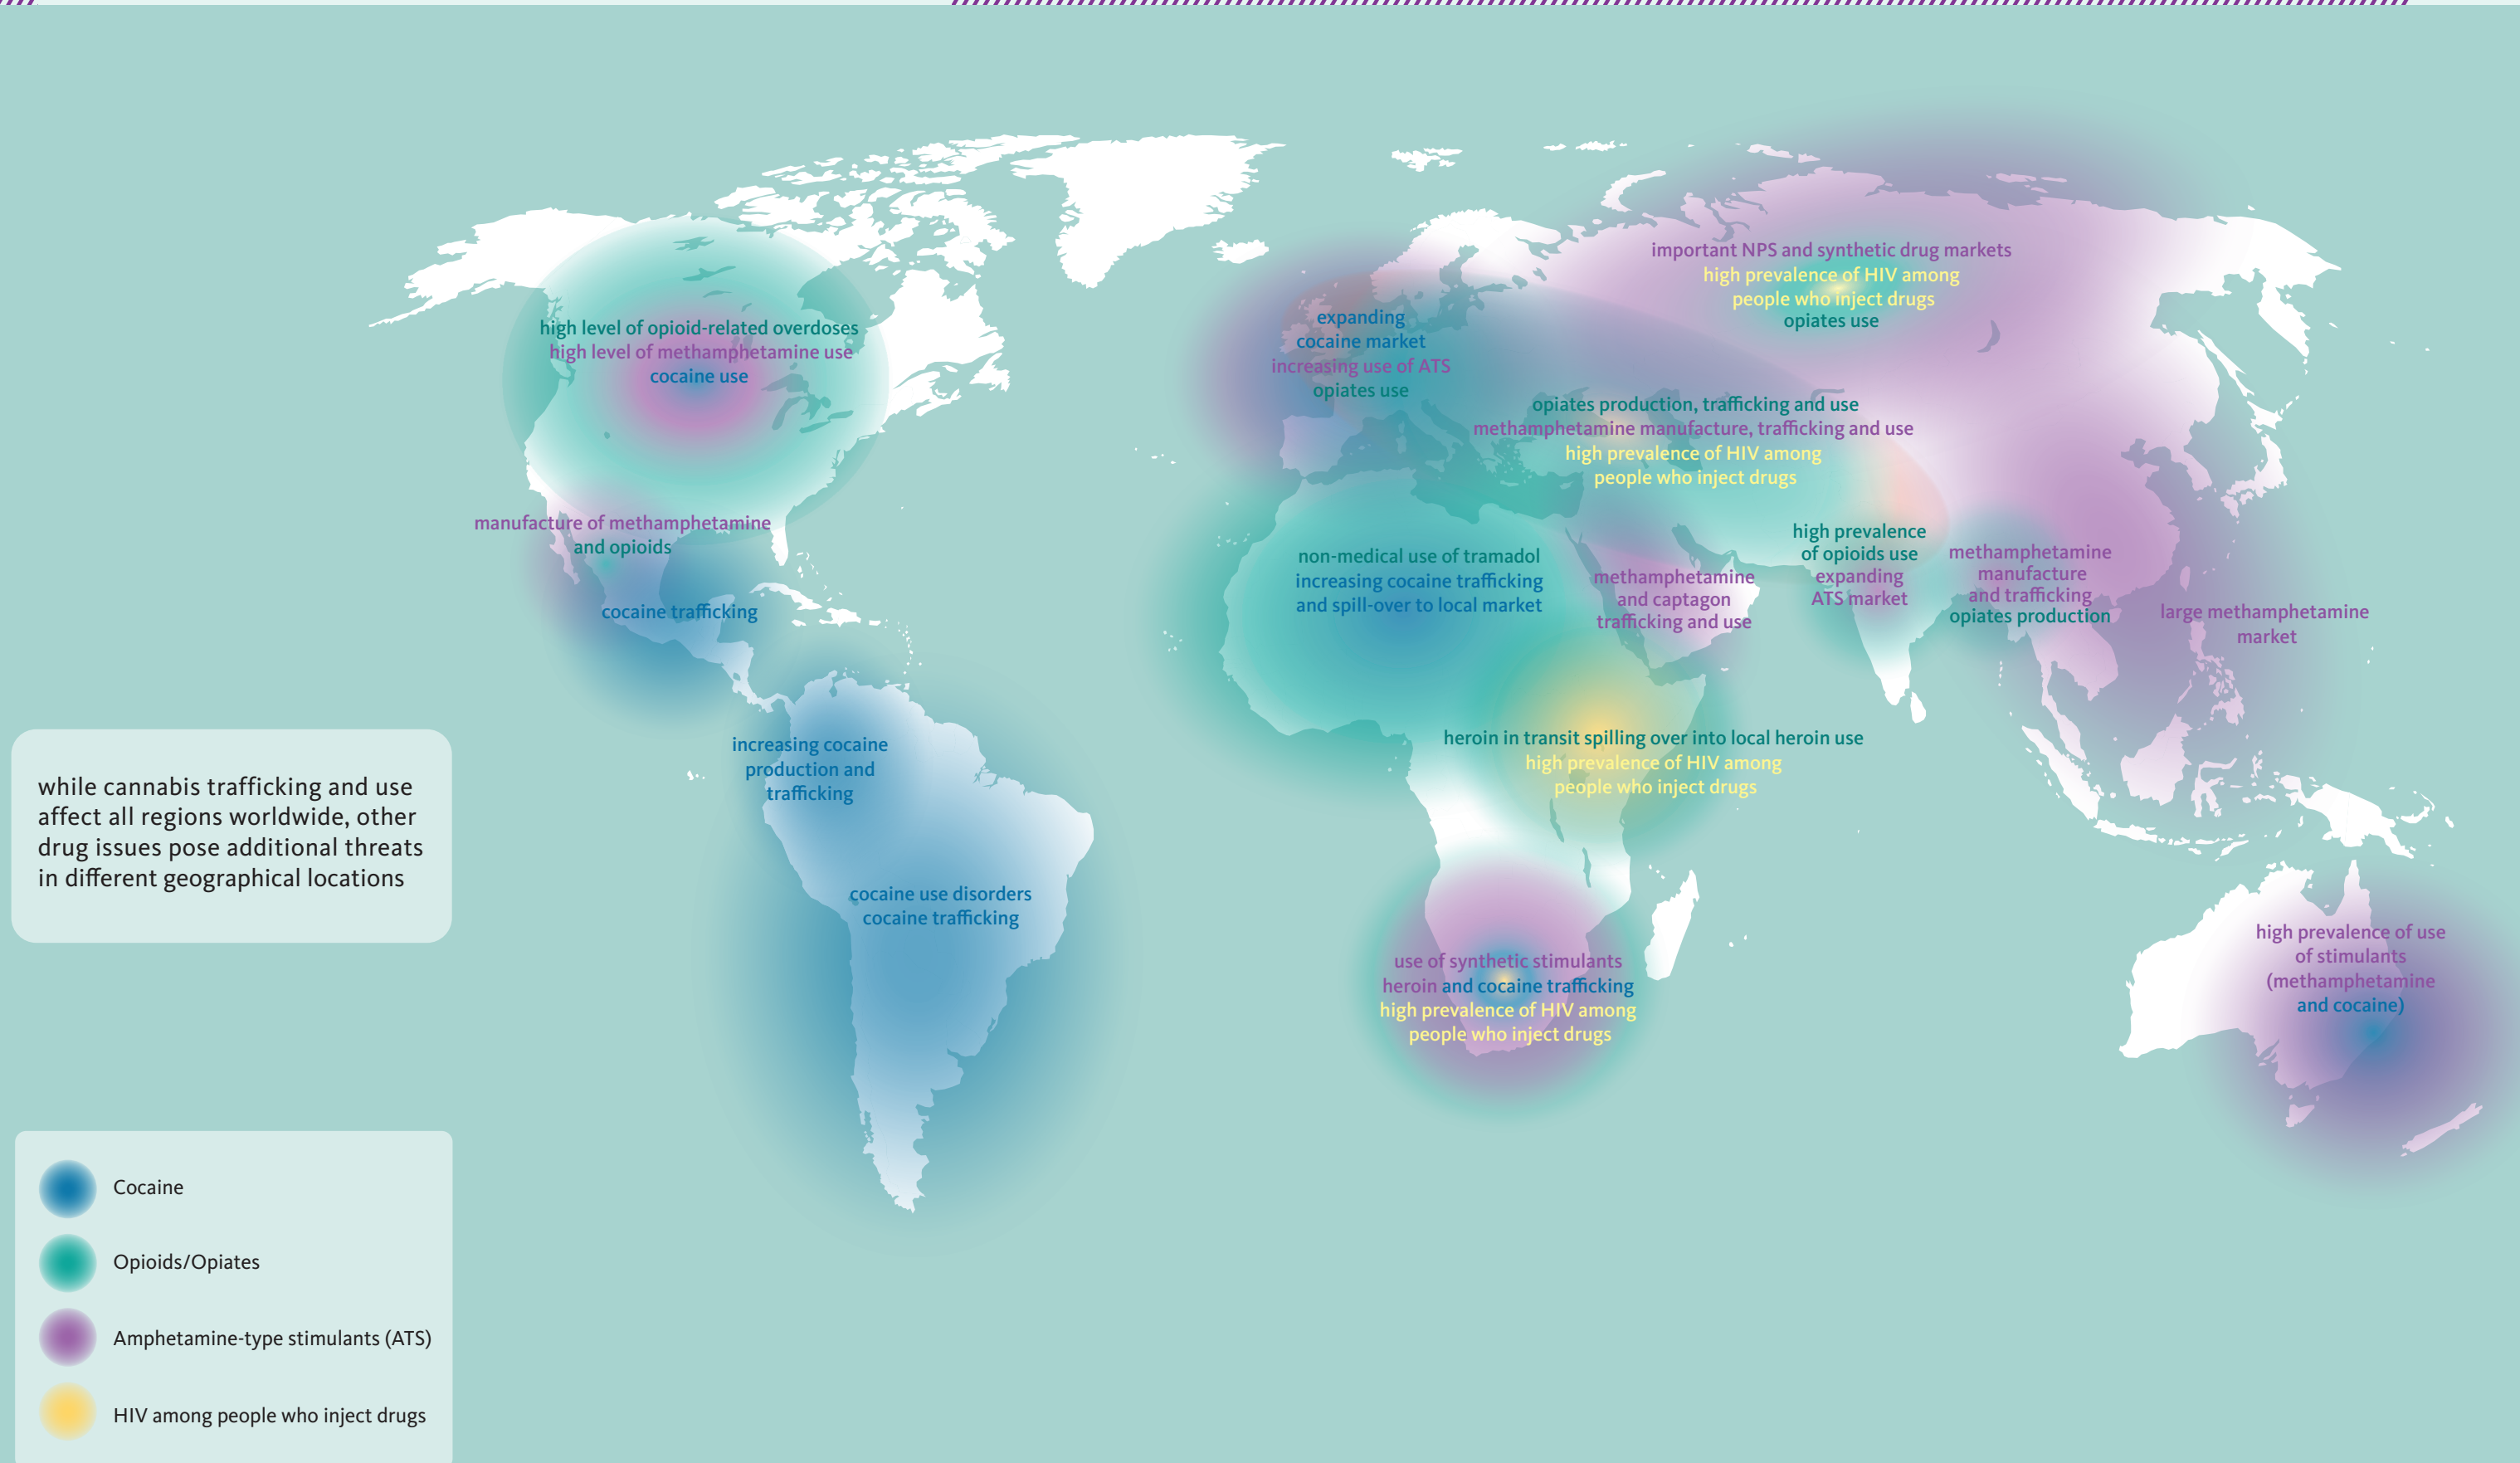 important NPS and synthetic drug markets
high prevalence of HIV among
people who inject drugs
opiates use
high level of opioid-related overdoses
high level of methamphetamine use
cocaine use
expanding
cocaine market
increasing use of ATS
opiates use
opiates production, trafficking and use
methamphetamine manufacture, trafficking and use
high prevalence of HIV among
people who inject drugs
manufacture of methamphetamine
and opioids
cocaine trafficking
non-medical use of tramadol
increasing cocaine trafficking
and spill-over to local market
methamphetamine
and captagon
trafficking and use
high prevalence
of opioids use
expanding
ATS market
methamphetamine
manufacture
and trafficking
opiates production
large methamphetamine
market
increasing cocaine
production and
trafficking
heroin in transit spilling over into local heroin use
high prevalence of HIV among
people who inject drugs
while cannabis trafficking and use
affect all regions worldwide, other
drug issues pose additional threats
in different geographical locations
cocaine use disorders
cocaine trafficking
use of synthetic stimulants
heroin and cocaine trafficking
high prevalence of HIV among
people who inject drugs
high prevalence of use
of stimulants
(methamphetamine
and cocaine)
Cocaine
Opioids/Opiates
Amphetamine-type stimulants (ATS)
HIV among people who inject drugs